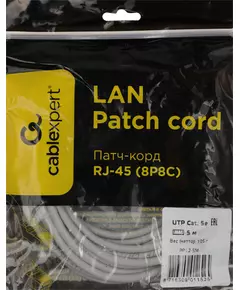 cablexpert
LAN
Patch cord
Патч-корд
RJ-45 (8P8C)
UTP Cat. 5e
5 м